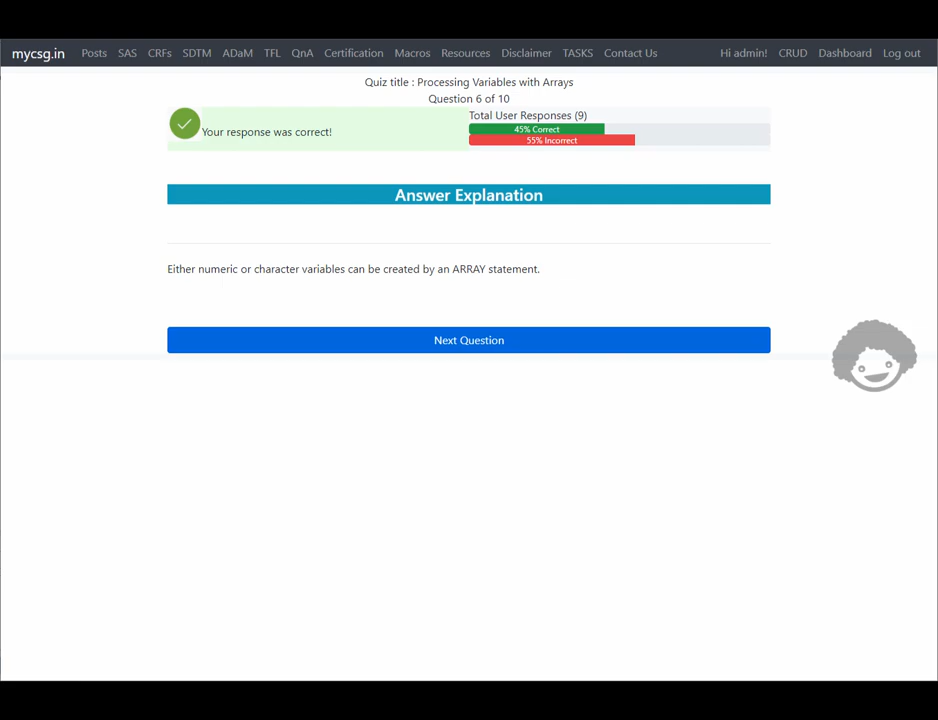 mycsg.in Posts SAS CRFs SDTM ADaM TFL QnA Certification Macros Resources Disclaimer TASKS Contact Us Hi admin! CRUD Dashboard Log out
Quiz title : Processing Variables with Arrays
Question 6 of 10
Your response was correct!
Total User Responses (9)
45% Correct
55% Incorrect
Answer Explanation
Either numeric or character variables can be created by an ARRAY statement.
Next Question